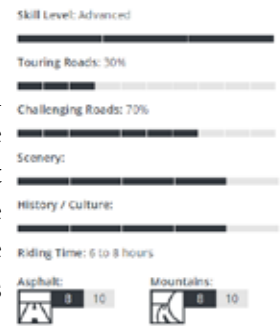 Skill Level: Advanced
Touring Roads: 30%
Challenging Roads: 70%
Scenery:
History / Culture:
Riding Time: 6 to 8 hours
Asphalt: Mountains:
8 10 8 10